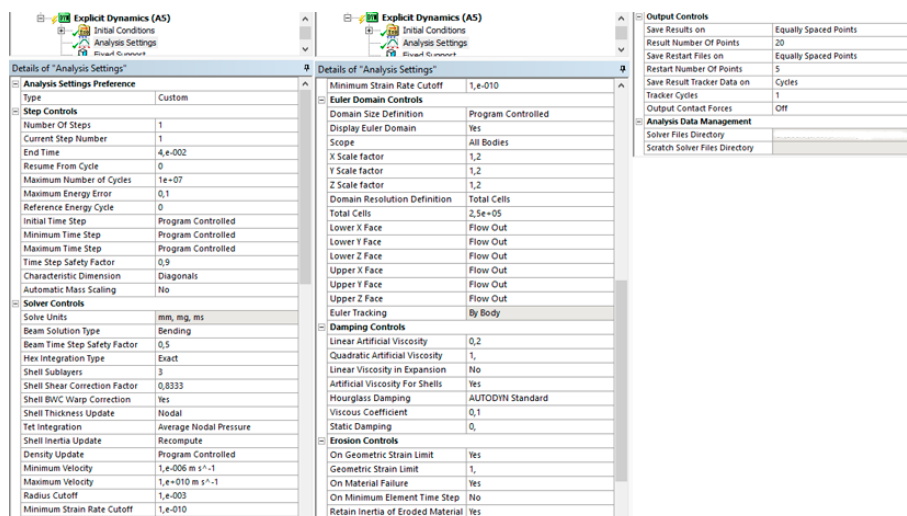 Explicit Dynamics (A5)
Initial Conditions
Analysis Settings
Fixed Support
Details of "Analysis Settings"
Analysis Settings Preference
Type Custom
Step Controls
Number Of Steps 1
Current Step Number 1
End Time 4,e-002
Resume From Cycle 0
Maximum Number of Cycles 1e+07
Maximum Energy Error 0,1
Reference Energy Cycle 0
Initial Time Step Program Controlled
Minimum Time Step Program Controlled
Maximum Time Step Program Controlled
Time Step Safety Factor 0,9
Characteristic Dimension Diagonals
Automatic Mass Scaling No
Solver Controls
Solve Units mm, mg, ms
Beam Solution Type Bending
Beam Time Step Safety Factor 0,5
Hex Integration Type Exact
Shell Sublayers 3
Shell Shear Correction Factor 0,8333
Shell BWC Warp Correction Yes
Shell Thickness Update Nodal
Tet Integration Average Nodal Pressure
Shell Inertia Update Recompute
Density Update Program Controlled
Minimum Velocity 1,e-006 m s^-1
Maximum Velocity 1,e+010 m s^-1
Radius Cutoff 1,e-003
Minimum Strain Rate Cutoff 1,e-010
Explicit Dynamics (A5)
Initial Conditions
Analysis Settings
Fixed Support
Details of "Analysis Settings"
Minimum Strain Rate Cutoff 1,e-010
Euler Domain Controls
Domain Size Definition Program Controlled
Display Euler Domain Yes
Scope All Bodies
X Scale factor 1,2
Y Scale factor 1,2
Z Scale factor 1,2
Domain Resolution Definition Total Cells
Total Cells 2,5e+05
Lower X Face Flow Out
Lower Y Face Flow Out
Lower Z Face Flow Out
Upper X Face Flow Out
Upper Y Face Flow Out
Upper Z Face Flow Out
Euler Tracking By Body
Damping Controls
Linear Artificial Viscosity 0,2
Quadratic Artificial Viscosity 1,
Linear Viscosity in Expansion No
Artificial Viscosity For Shells Yes
Hourglass Damping AUTODYN Standard
Viscous Coefficient 0,1
Static Damping 0,
Erosion Controls
On Geometric Strain Limit Yes
Geometric Strain Limit 1,
On Material Failure Yes
On Minimum Element Time Step No
Retain Inertia of Eroded Material Yes
Output Controls
Save Results on Equally Spaced Points
Result Number Of Points 20
Save Restart Files on Equally Spaced Points
Restart Number Of Points 5
Save Result Tracker Data on Cycles
Tracker Cycles 1
Output Contact Forces Off
Analysis Data Management
Solver Files Directory
Scratch Solver Files Directory